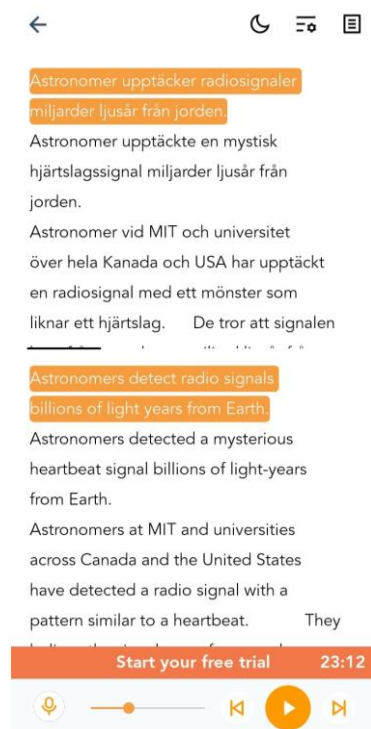 Astronomer upptäcker radiosignaler
miljarder ljusår från jorden.
Astronomer upptäckte en mystisk
hjärtslagssignal miljarder ljusår från
jorden.
Astronomer vid MIT och universitet
över hela Kanada och USA har upptäckt
en radiosignal med ett mönster som
liknar ett hjärtslag. De tror att signalen
Astronomers detect radio signals
billions of light years from Earth.
Astronomers detected a mysterious
heartbeat signal billions of light-years
from Earth.
Astronomers at MIT and universities
across Canada and the United States
have detected a radio signal with a
pattern similar to a heartbeat. They
Start your free trial 23:12